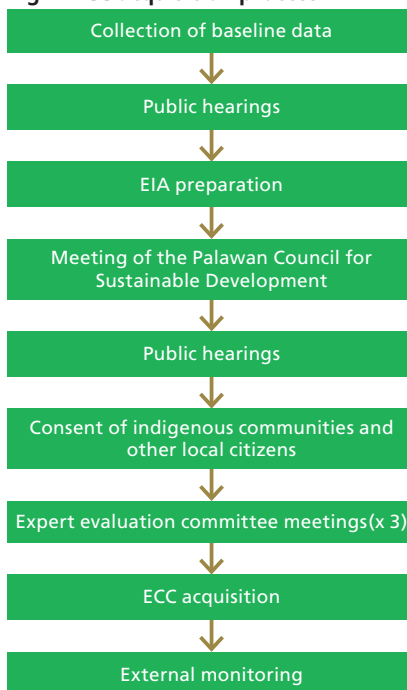 Collection of baseline data
Public hearings
EIA preparation
Meeting of the Palawan Council for
Sustainable Development
Public hearings
Consent of indigenous communities and
other local citizens
Expert evaluation committee meetings(x 3)
ECC acquisition
External monitoring